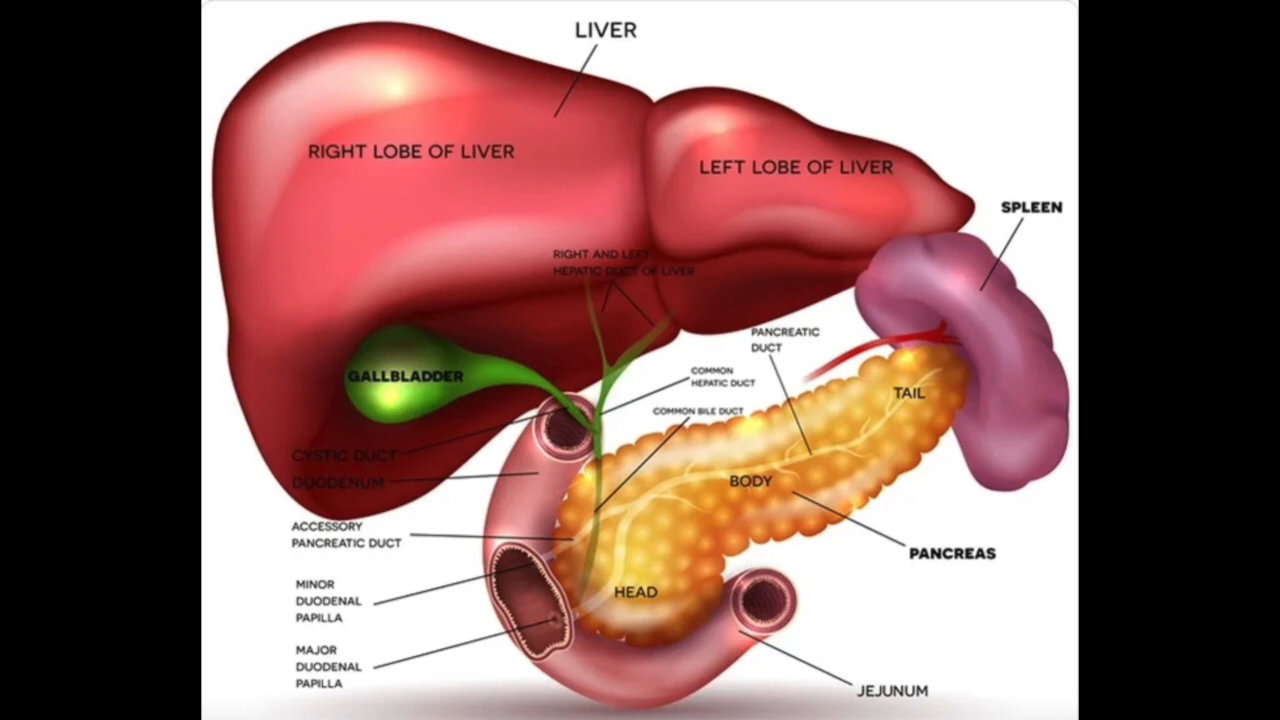 LIVER
RIGHT LOBE OF LIVER
LEFT LOBE OF LIVER
SPLEEN
RIGHT AND LEFT
HEPATIC DUCT OF LIVER
PANCREATIC
DUCT
GALLBLADDER
COMMON
HEPATIC DUCT
TAIL
COMMON BILE DUCT
CYSTIC DUCT
DUODENUM
BODY
ACCESSORY
PANCREATIC DUCT
PANCREAS
MINOR
DUODENAL
PAPILLA
HEAD
MAJOR
DUODENAL
PAPILLA
JEJUNUM